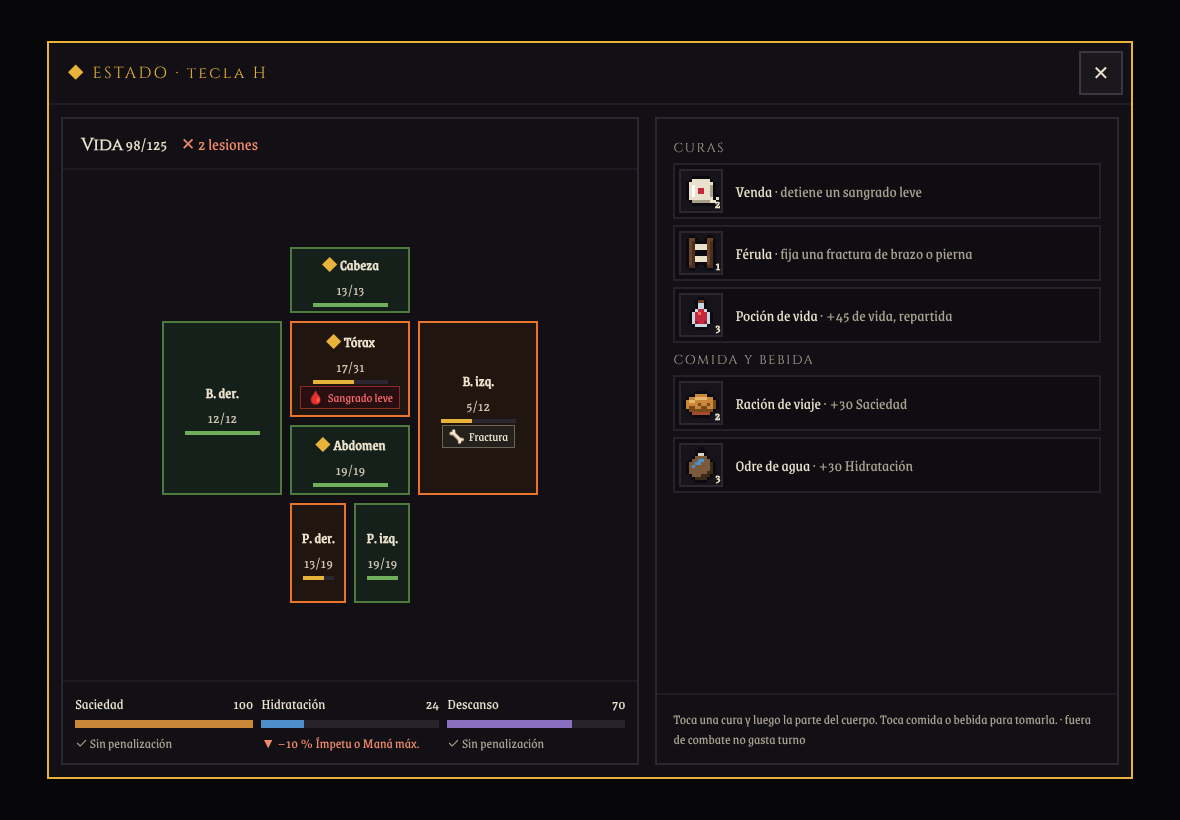 ESTADO · TECLA H
✕
VIDA 98/125 ✕ 2 lesiones
Cabeza
13/13
B. der.
12/12
Tórax
17/31
Sangrado leve
B. izq.
5/12
Fractura
Abdomen
19/19
P. der.
13/19
P. izq.
19/19
Saciedad 100
✓ Sin penalización
Hidratación 24
▼ −10 % Ímpetu o Maná máx.
Descanso 70
✓ Sin penalización
CURAS
2
Venda · detiene un sangrado leve
1
Férula · fija una fractura de brazo o pierna
3
Poción de vida · +45 de vida, repartida
COMIDA Y BEBIDA
2
Ración de viaje · +30 Saciedad
3
Odre de agua · +30 Hidratación
Toca una cura y luego la parte del cuerpo. Toca comida o bebida para tomarla. · fuera
de combate no gasta turno